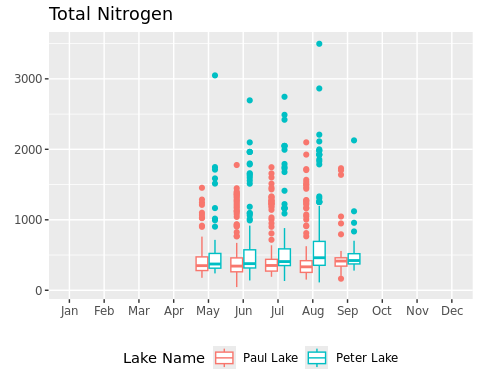 Total Nitrogen
3000
2000
1000
0
Jan Feb Mar Apr May Jun Jul Aug Sep Oct Nov Dec
Lake Name Paul Lake Peter Lake